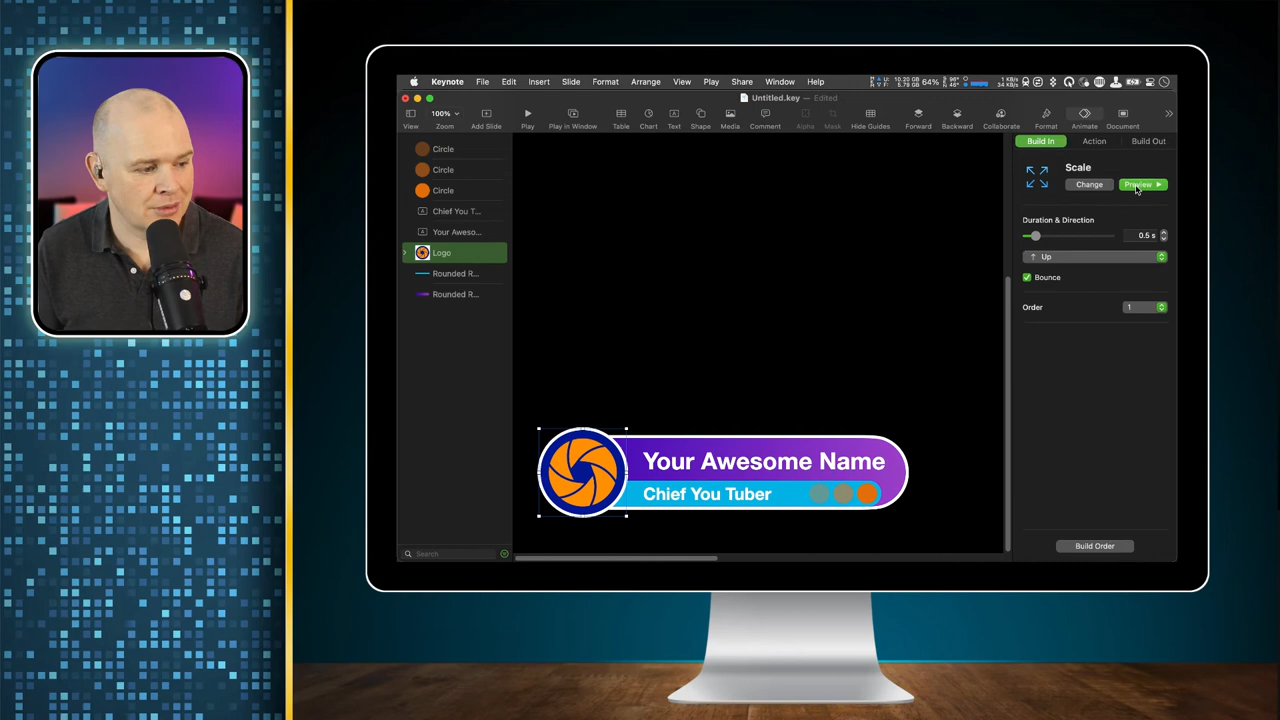 Keynote File Edit Insert Slide Format Arrange View Play Share Window Help
64%
Untitled.key — Edited
100%
View Zoom Add Slide Play Play in Window Table Chart Text Shape Media Comment Alpha Mask Hide Guides Forward Backward Collaborate Format Animate Document
Build In Action Build Out
Circle
Circle
Circle
Chief You T...
Your Aweso...
Logo
Rounded R...
Rounded R...
Search
Your Awesome Name
Chief You Tuber
Scale
Change Preview
Duration & Direction
0.5 s
Up
Bounce
Order 1
Build Order